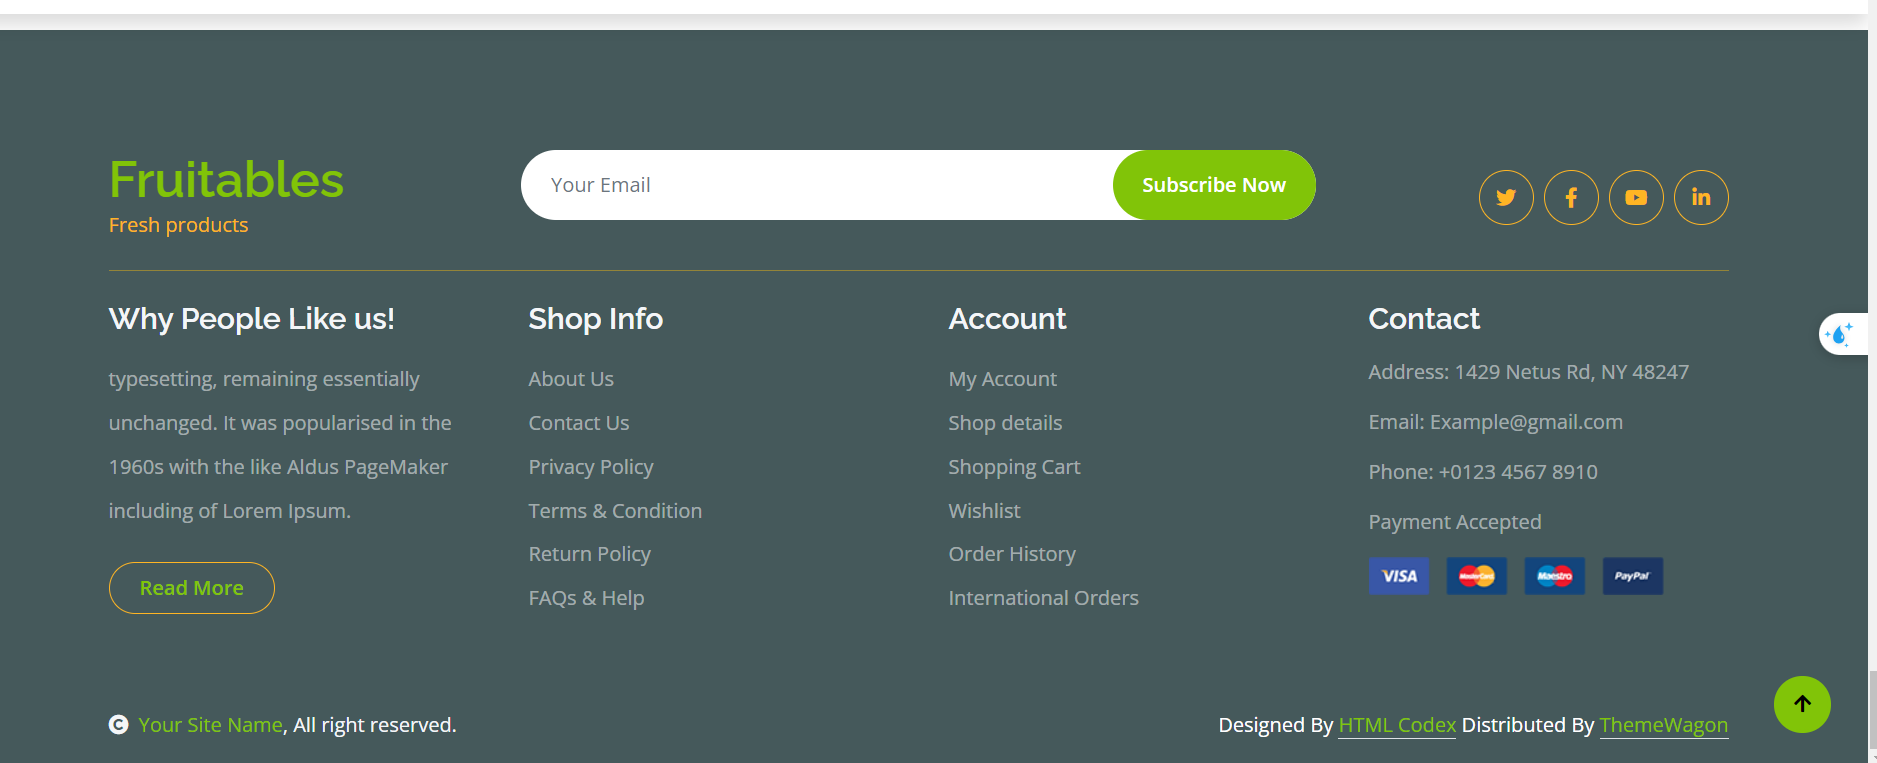 Fruitables
Fresh products
Your Email
Subscribe Now
Why People Like us!
typesetting, remaining essentially
unchanged. It was popularised in the
1960s with the like Aldus PageMaker
including of Lorem Ipsum.
Read More
Shop Info
About Us
Contact Us
Privacy Policy
Terms & Condition
Return Policy
FAQs & Help
Account
My Account
Shop details
Shopping Cart
Wishlist
Order History
International Orders
Contact
Address: 1429 Netus Rd, NY 48247
Email: Example@gmail.com
Phone: +0123 4567 8910
Payment Accepted
VISA MasterCard Maestro PayPal
© Your Site Name, All right reserved.
Designed By HTML Codex Distributed By ThemeWagon